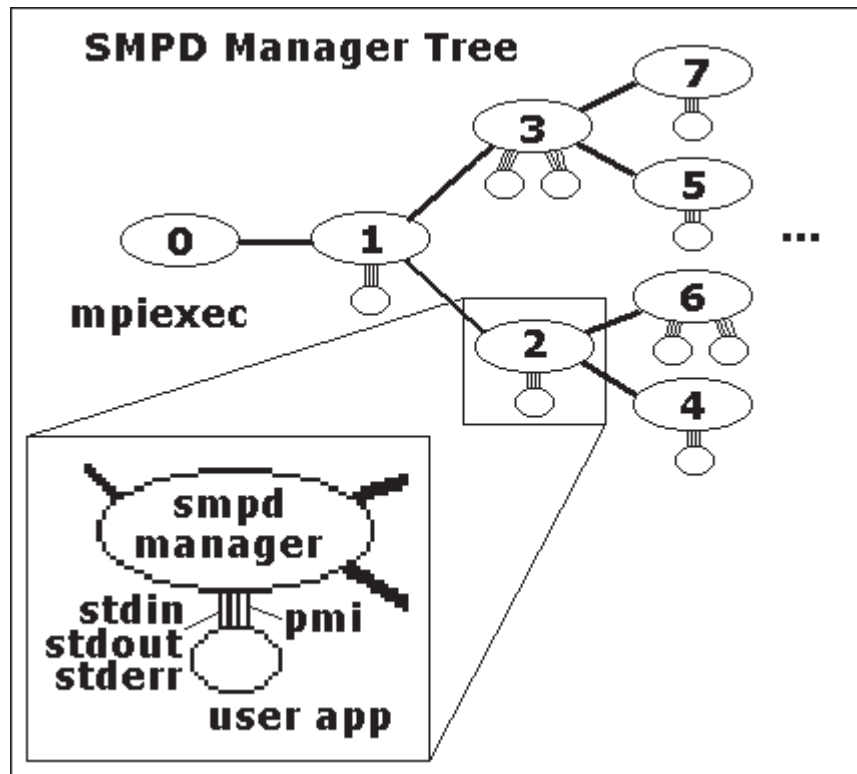 SMPD Manager Tree
7
3
5
0
1
...
mpiexec
6
2
4
smpd
manager
stdin
pmi
stdout
stderr
user app